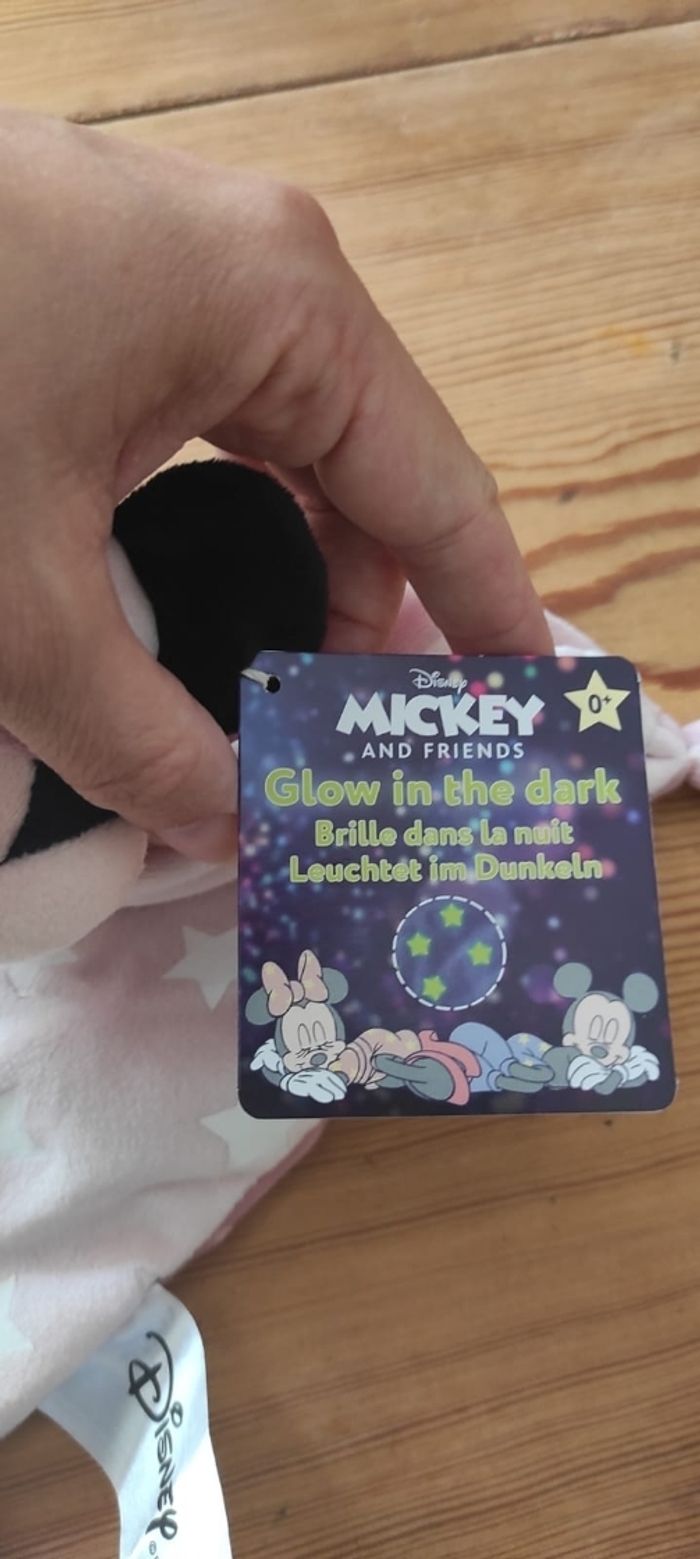 Disney
MICKEY
AND FRIENDS
0+
Glow in the dark
Brille dans la nuit
Leuchtet im Dunkeln
Disney